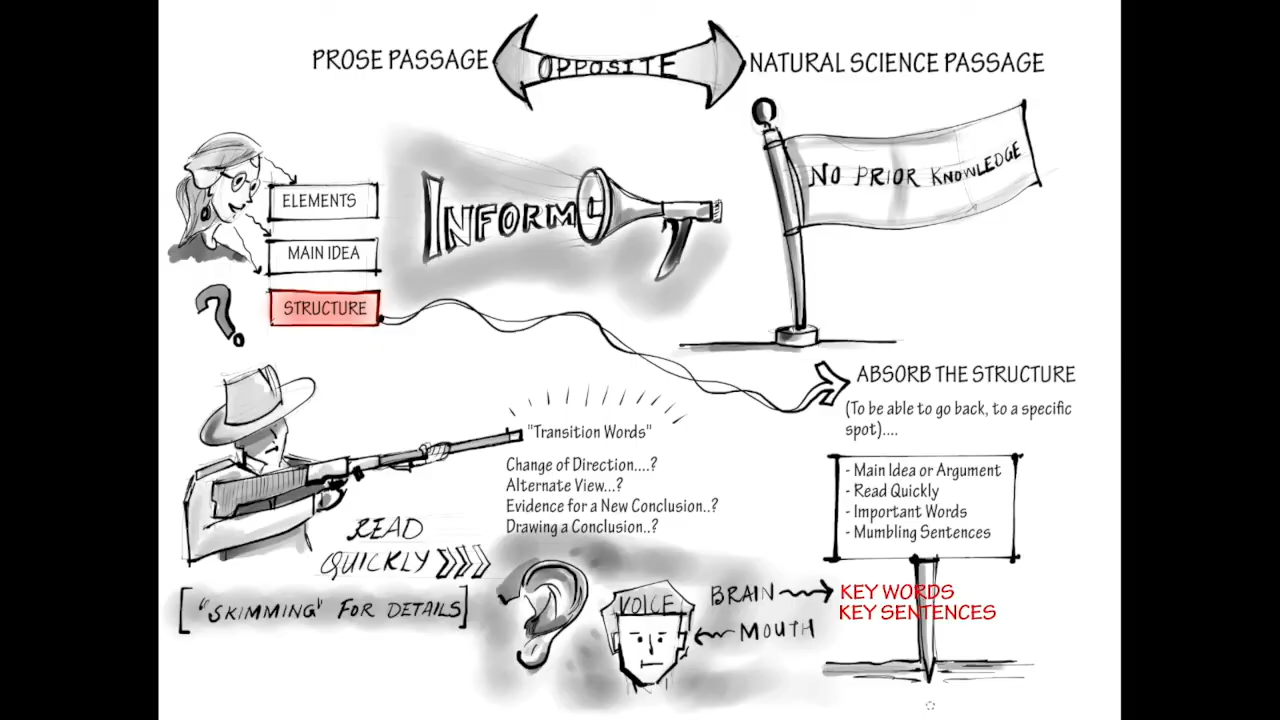 PROSE PASSAGE
OPPOSITE
NATURAL SCIENCE PASSAGE
NO PRIOR KNOWLEDGE
ELEMENTS
INFORM
MAIN IDEA
STRUCTURE
?
ABSORB THE STRUCTURE
(To be able to go back, to a specific
spot)....
"Transition Words"
Change of Direction....?
Alternate View...?
Evidence for a New Conclusion..?
Drawing a Conclusion..?
- Main Idea or Argument
- Read Quickly
- Important Words
- Mumbling Sentences
READ
QUICKLY
["SKIMMING" FOR DETAILS]
VOICE
BRAIN
MOUTH
KEY WORDS
KEY SENTENCES